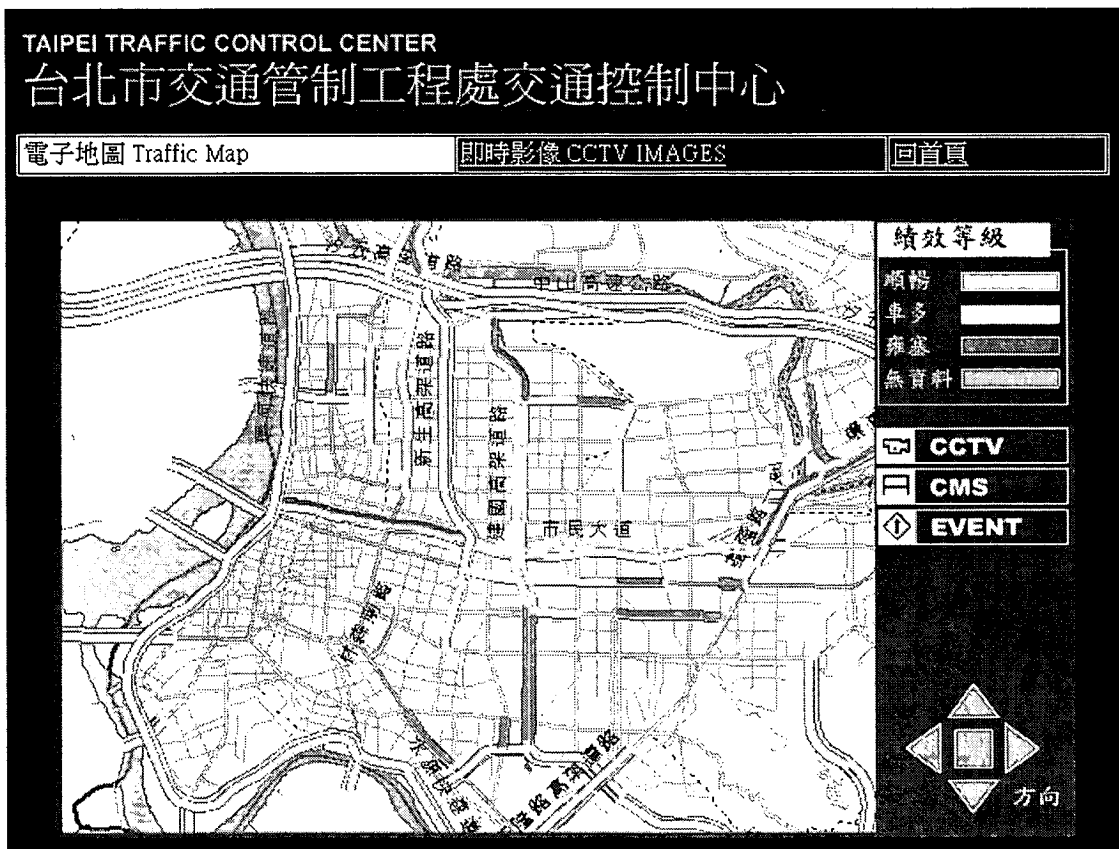 TAIPEI TRAFFIC CONTROL CENTER
台北市交通管制工程處交通控制中心
電子地圖 Traffic Map
即時影像 CCTV IMAGES
回首頁
績效等級
順暢
車多
雍塞
無資料
CCTV
CMS
EVENT
方向
中山高速公路
新生高架道路
建國高架道路
市民大道